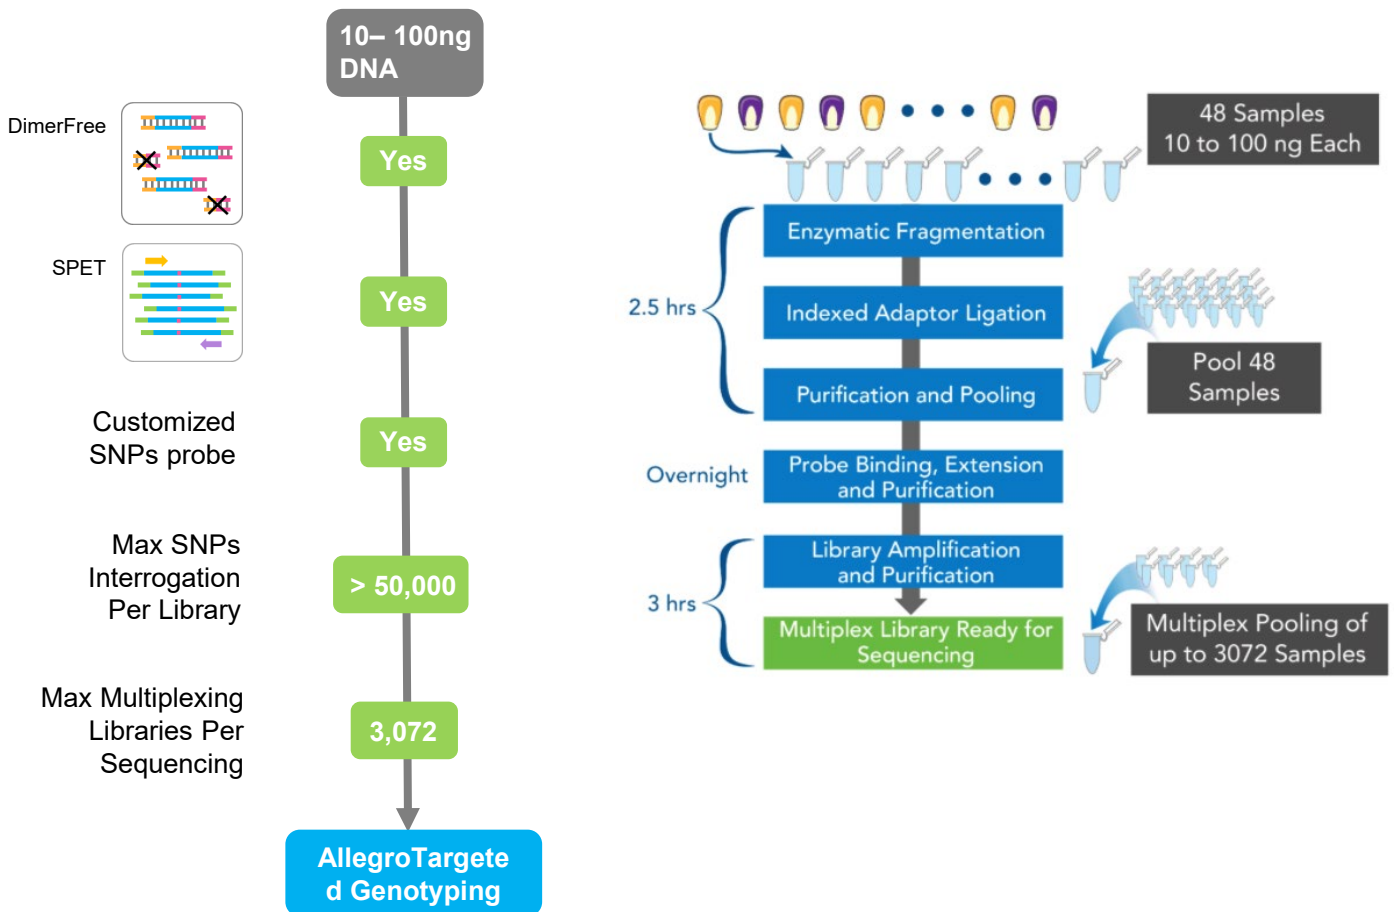 10– 100ng
DNA
DimerFree
Yes
SPET
Yes
Customized
SNPs probe
Yes
Max SNPs
Interrogation
Per Library
> 50,000
Max Multiplexing
Libraries Per
Sequencing
3,072
AllegroTargete
d Genotyping
48 Samples
10 to 100 ng Each
Enzymatic Fragmentation
2.5 hrs
Indexed Adaptor Ligation
Pool 48
Samples
Purification and Pooling
Overnight
Probe Binding, Extension
and Purification
Library Amplification
and Purification
3 hrs
Multiplex Library Ready for
Sequencing
Multiplex Pooling of
up to 3072 Samples